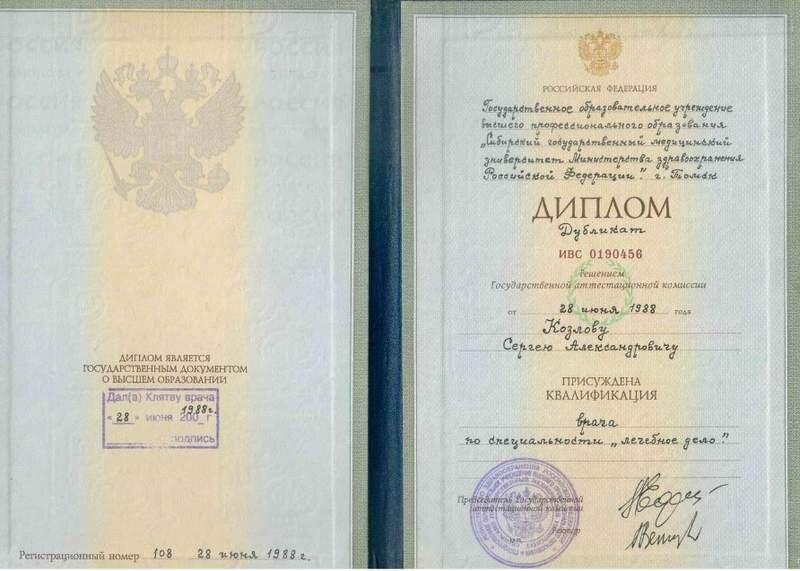 ДИПЛОМ ЯВЛЯЕТСЯ
ГОСУДАРСТВЕННЫМ ДОКУМЕНТОМ
О ВЫСШЕМ ОБРАЗОВАНИИ
Дал(а) Клятву врача
«28» июня 200_г 1988г.
подпись
Регистрационный номер 108 28 июня 1988г.
РОССИЙСКАЯ ФЕДЕРАЦИЯ
Государственное образовательное учреждение
высшего профессионального образования
„Сибирский государственный медицинский
университет Министерства здравоохранения
Российской Федерации." г. Томск
ДИПЛОМ
Дубликат
ИВС 0190456
Решением
Государственной аттестационной комиссии
от 28 июня 1988 года
Козлову
Сергею Александровичу
ПРИСУЖДЕНА
КВАЛИФИКАЦИЯ
врача
по специальности „лечебное дело"
Председатель Государственной
аттестационной комиссии
Ректор